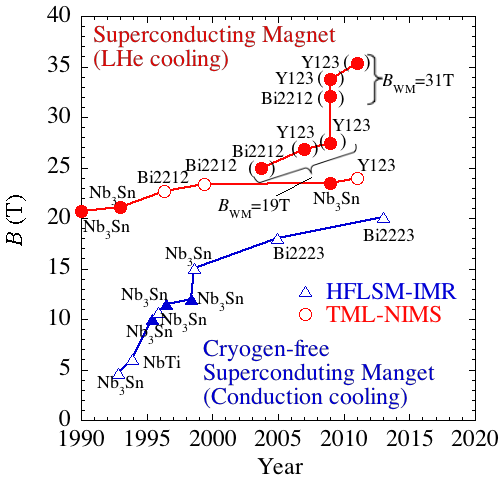 40
35
30
25
20
15
10
5
0
B (T)
Superconducting Magnet
(LHe cooling)
Y123 ( )
Y123 ( )
Bi2212 ( )
B_WM=31T
Y123
Y123
Bi2212 ( )
( )
( )
Bi2212
Bi2212
Y123
Nb3Sn
Nb3Sn
B_WM=19T
Nb3Sn
Nb3Sn
Bi2223
Bi2223
Nb3Sn
Nb3Sn
Nb3Sn
Nb3Sn
NbTi
Nb3Sn
HFLSM-IMR
TML-NIMS
Cryogen-free
Superconduting Manget
(Conduction cooling)
1990 1995 2000 2005 2010 2015 2020
Year